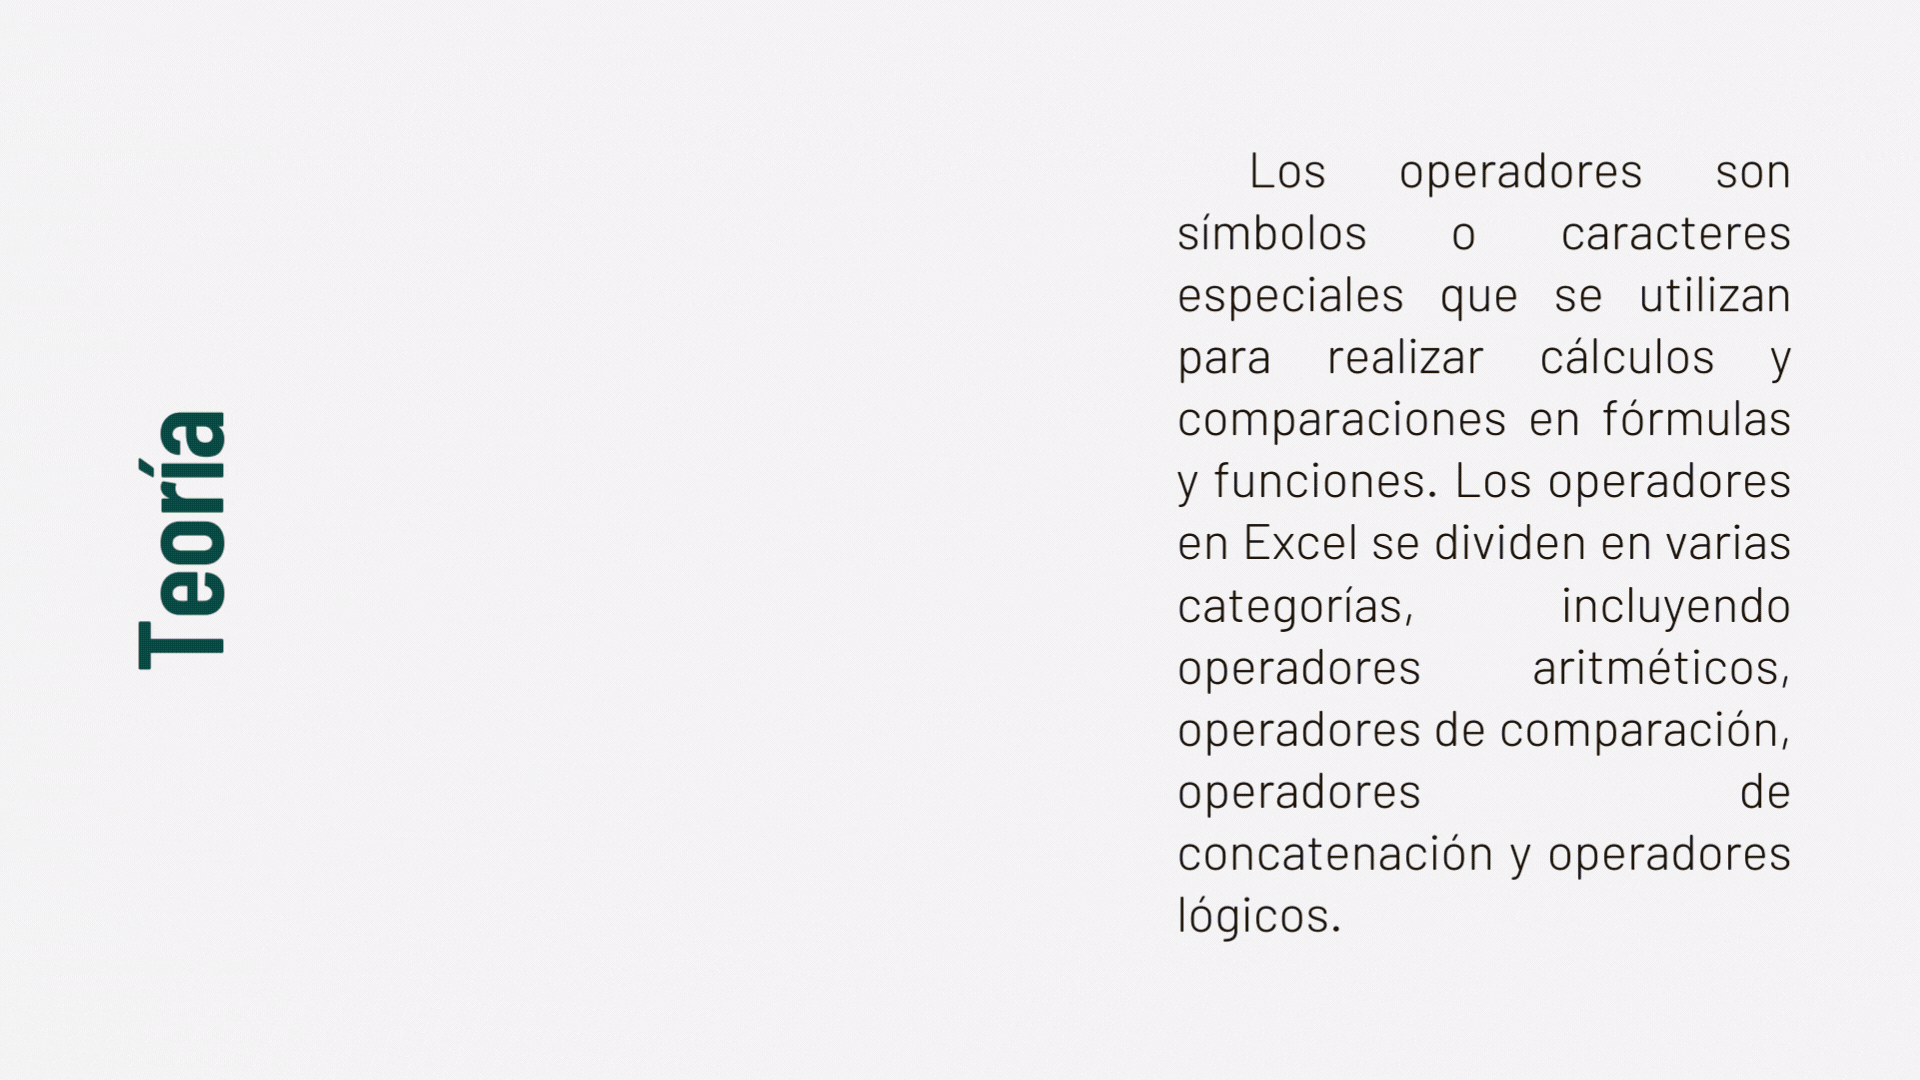 Teoría
Los operadores son
símbolos o caracteres
especiales que se utilizan
para realizar cálculos y
comparaciones en fórmulas
y funciones. Los operadores
en Excel se dividen en varias
categorías, incluyendo
operadores aritméticos,
operadores de comparación,
operadores de
concatenación y operadores
lógicos.